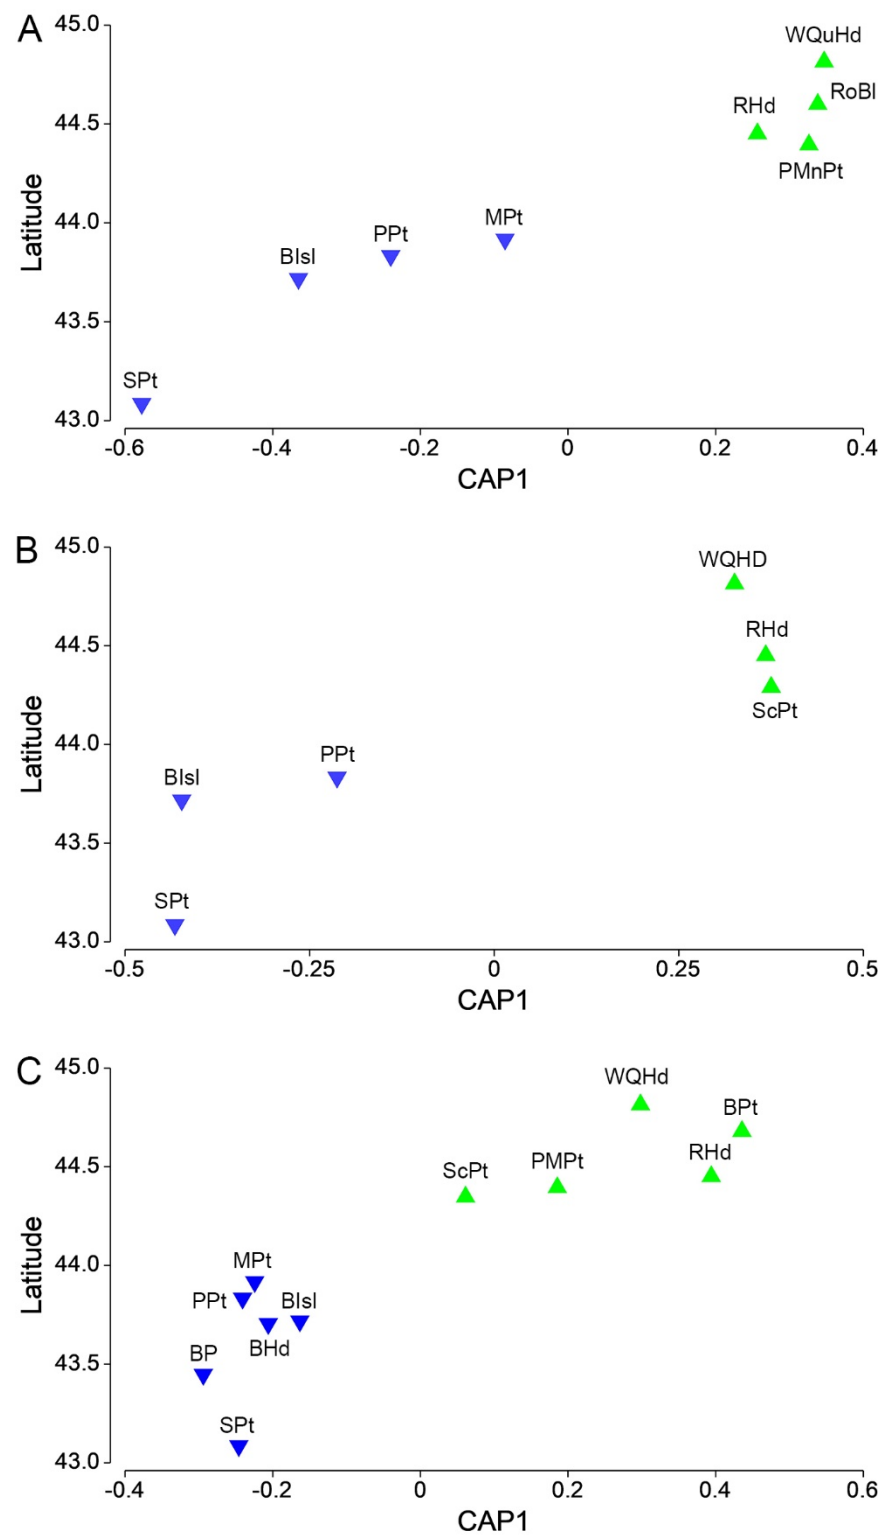 A
45.0
WQuHd
RoBl
RHd
44.5
PMnPt
Latitude
44.0
MPt
PPt
BIsl
43.5
SPt
43.0
-0.6 -0.4 -0.2 0 0.2 0.4
CAP1
B
45.0
WQHD
44.5
RHd
ScPt
Latitude
44.0
PPt
BIsl
43.5
SPt
43.0
-0.5 -0.25 0 0.25 0.5
CAP1
C
45.0
WQHd
BPt
44.5
RHd
PMPt
ScPt
Latitude
44.0
MPt
PPt
BIsl
BHd
BP
43.5
SPt
43.0
-0.4 -0.2 0 0.2 0.4 0.6
CAP1